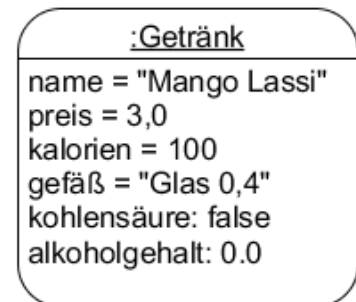 :Getränk
name = "Mango Lassi"
preis = 3,0
kalorien = 100
gefäß = "Glas 0,4"
kohlensäure: false
alkoholgehalt: 0.0